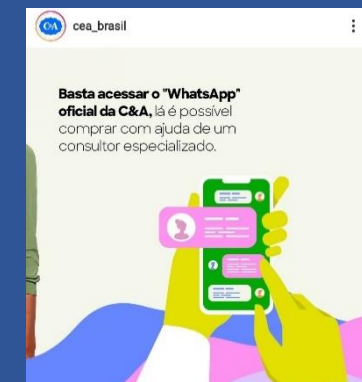 C&A cea_brasil
Basta acessar o "WhatsApp"
oficial da C&A, lá é possível
comprar com ajuda de um
consultor especializado.